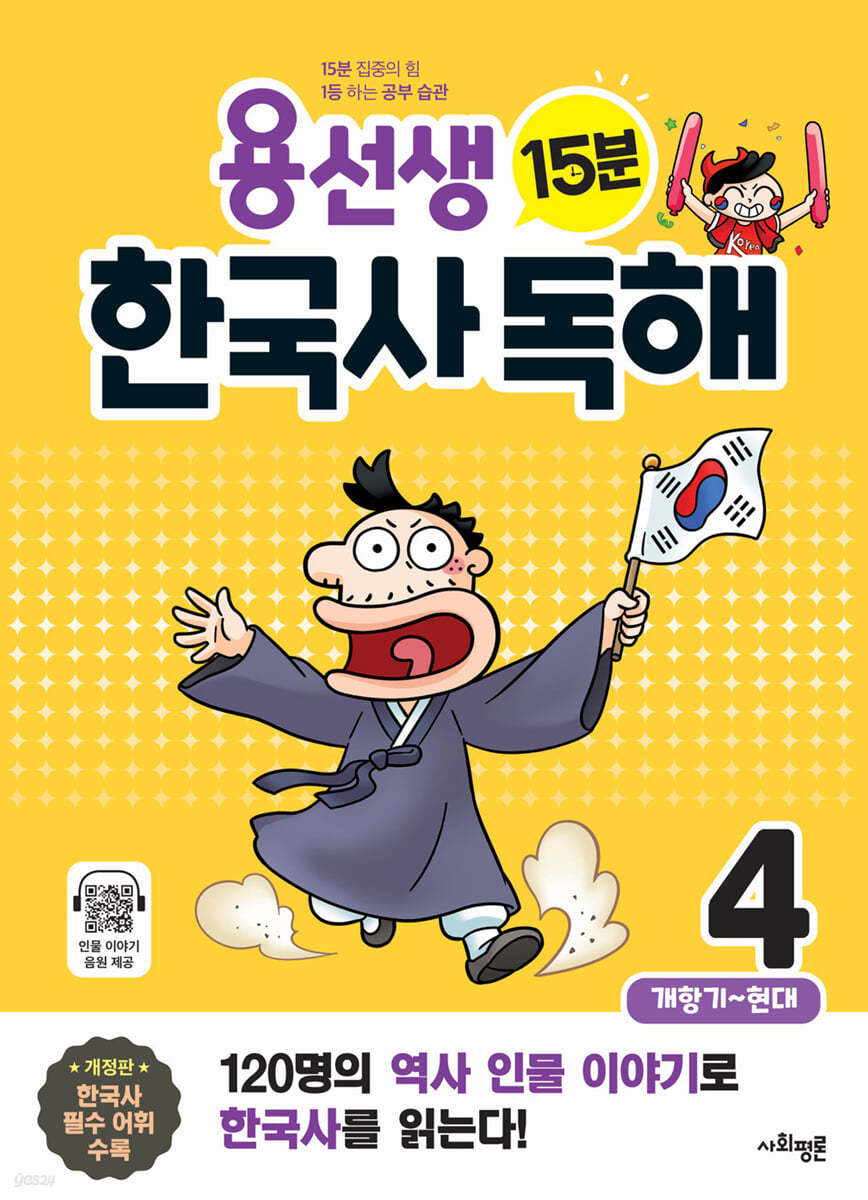 15분 집중의 힘
1등 하는 공부 습관
용선생 15분
한국사 독해
Korea
인물 이야기
음원 제공
4
개항기~현대
★ 개정판 ★
한국사
필수 어휘
수록
120명의 역사 인물 이야기로
한국사를 읽는다!
사회평론
yes24